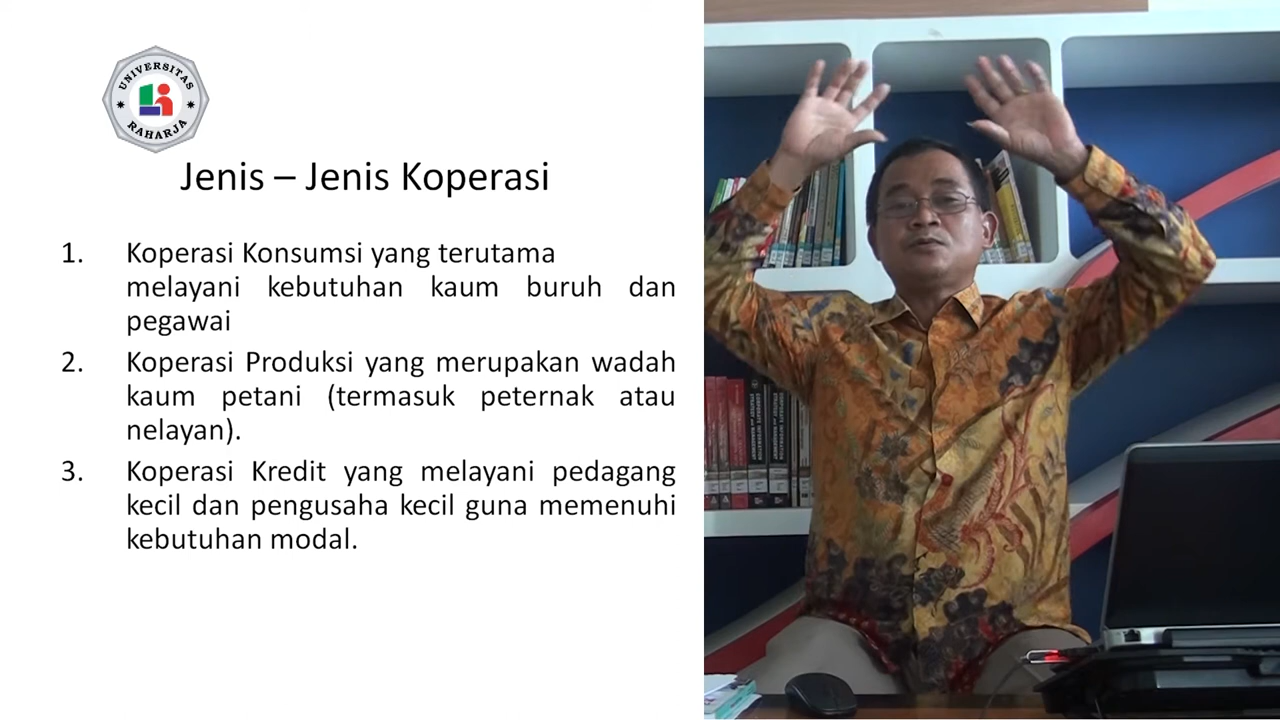 UNIVERSITAS
RAHARJA
Jenis – Jenis Koperasi
1. Koperasi Konsumsi yang terutama
melayani kebutuhan kaum buruh dan
pegawai
2. Koperasi Produksi yang merupakan wadah
kaum petani (termasuk peternak atau
nelayan).
3. Koperasi Kredit yang melayani pedagang
kecil dan pengusaha kecil guna memenuhi
kebutuhan modal.